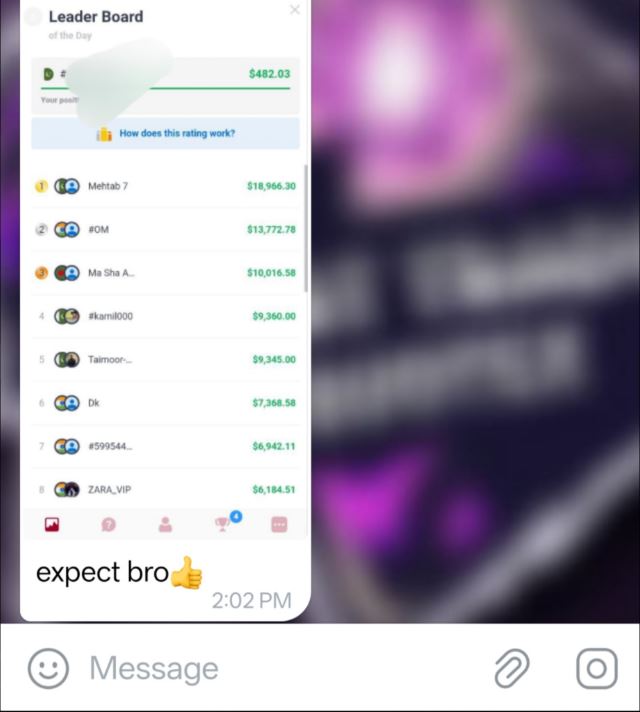 Leader Board
of the Day
#
$482.03
Your
How does this rating work?
1 Mehtab 7 $18,966.30
2 #OM $13,772.78
3 Ma Sha A... $10,016.58
4 #kamil000 $9,360.00
5 Taimoor-... $9,345.00
6 Dk $7,368.58
7 #599544... $6,942.11
8 ZARA_VIP $6,184.51
4
expect bro👍
2:02 PM
Message